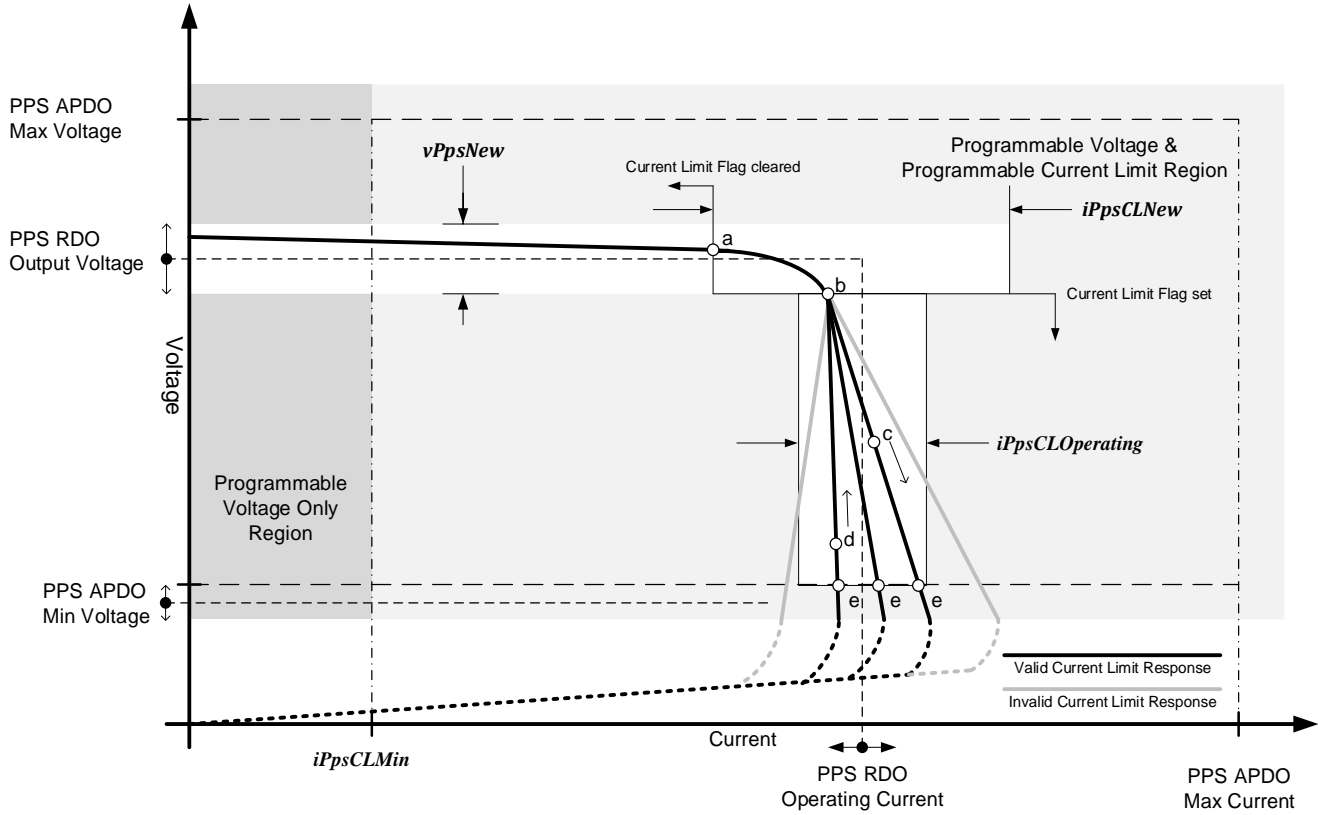 PPS APDO
Max Voltage
vPpsNew
Current Limit Flag cleared
Programmable Voltage &
Programmable Current Limit Region
iPpsCLNew
PPS RDO
Output Voltage
a
b
Current Limit Flag set
Voltage
c
iPpsCLOperating
Programmable
Voltage Only
Region
d
PPS APDO
Min Voltage
e
e
e
Valid Current Limit Response
Invalid Current Limit Response
Current
iPpsCLMin
PPS RDO
Operating Current
PPS APDO
Max Current